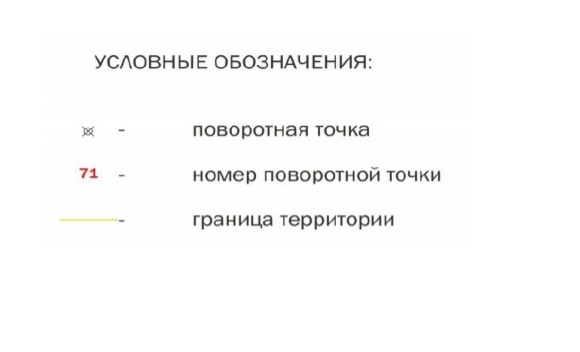 УСЛОВНЫЕ ОБОЗНАЧЕНИЯ:
- поворотная точка
71 - номер поворотной точки
- граница территории